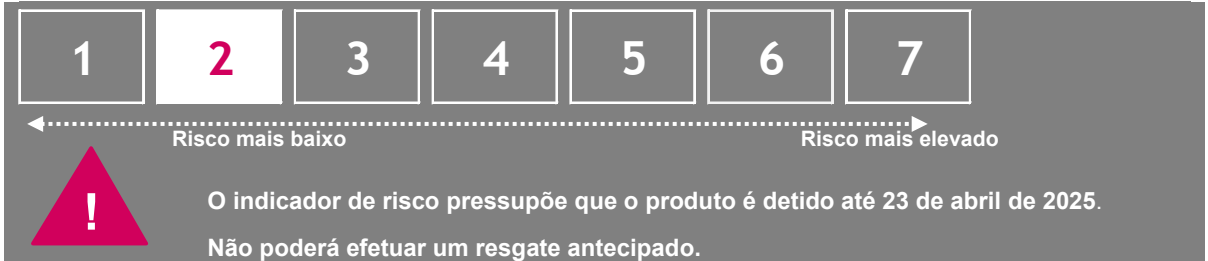 1 2 3 4 5 6 7
Risco mais baixo Risco mais elevado
! O indicador de risco pressupõe que o produto é detido até 23 de abril de 2025.
Não poderá efetuar um resgate antecipado.